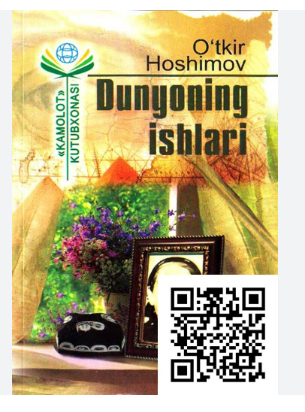 O‘tkir
Hoshimov
Dunyoning
ishlari
«KAMOLOT»
KUTUBXONASI